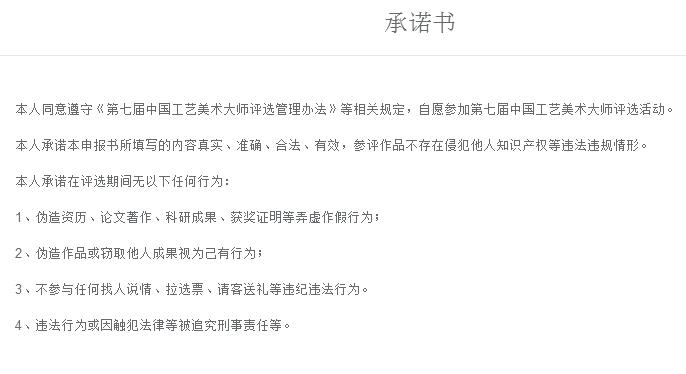 承诺书
本人同意遵守《第七届中国工艺美术大师评选管理办法》等相关规定，自愿参加第七届中国工艺美术大师评选活动。
本人承诺本申报书所填写的内容真实、准确、合法、有效，参评作品不存在侵犯他人知识产权等违法违规情形。
本人承诺在评选期间无以下任何行为：
1、伪造资历、论文著作、科研成果、获奖证明等弄虚作假行为；
2、伪造作品或窃取他人成果视为己有行为；
3、不参与任何找人说情、拉选票、请客送礼等违纪违法行为。
4、违法行为或因触犯法律等被追究刑事责任等。